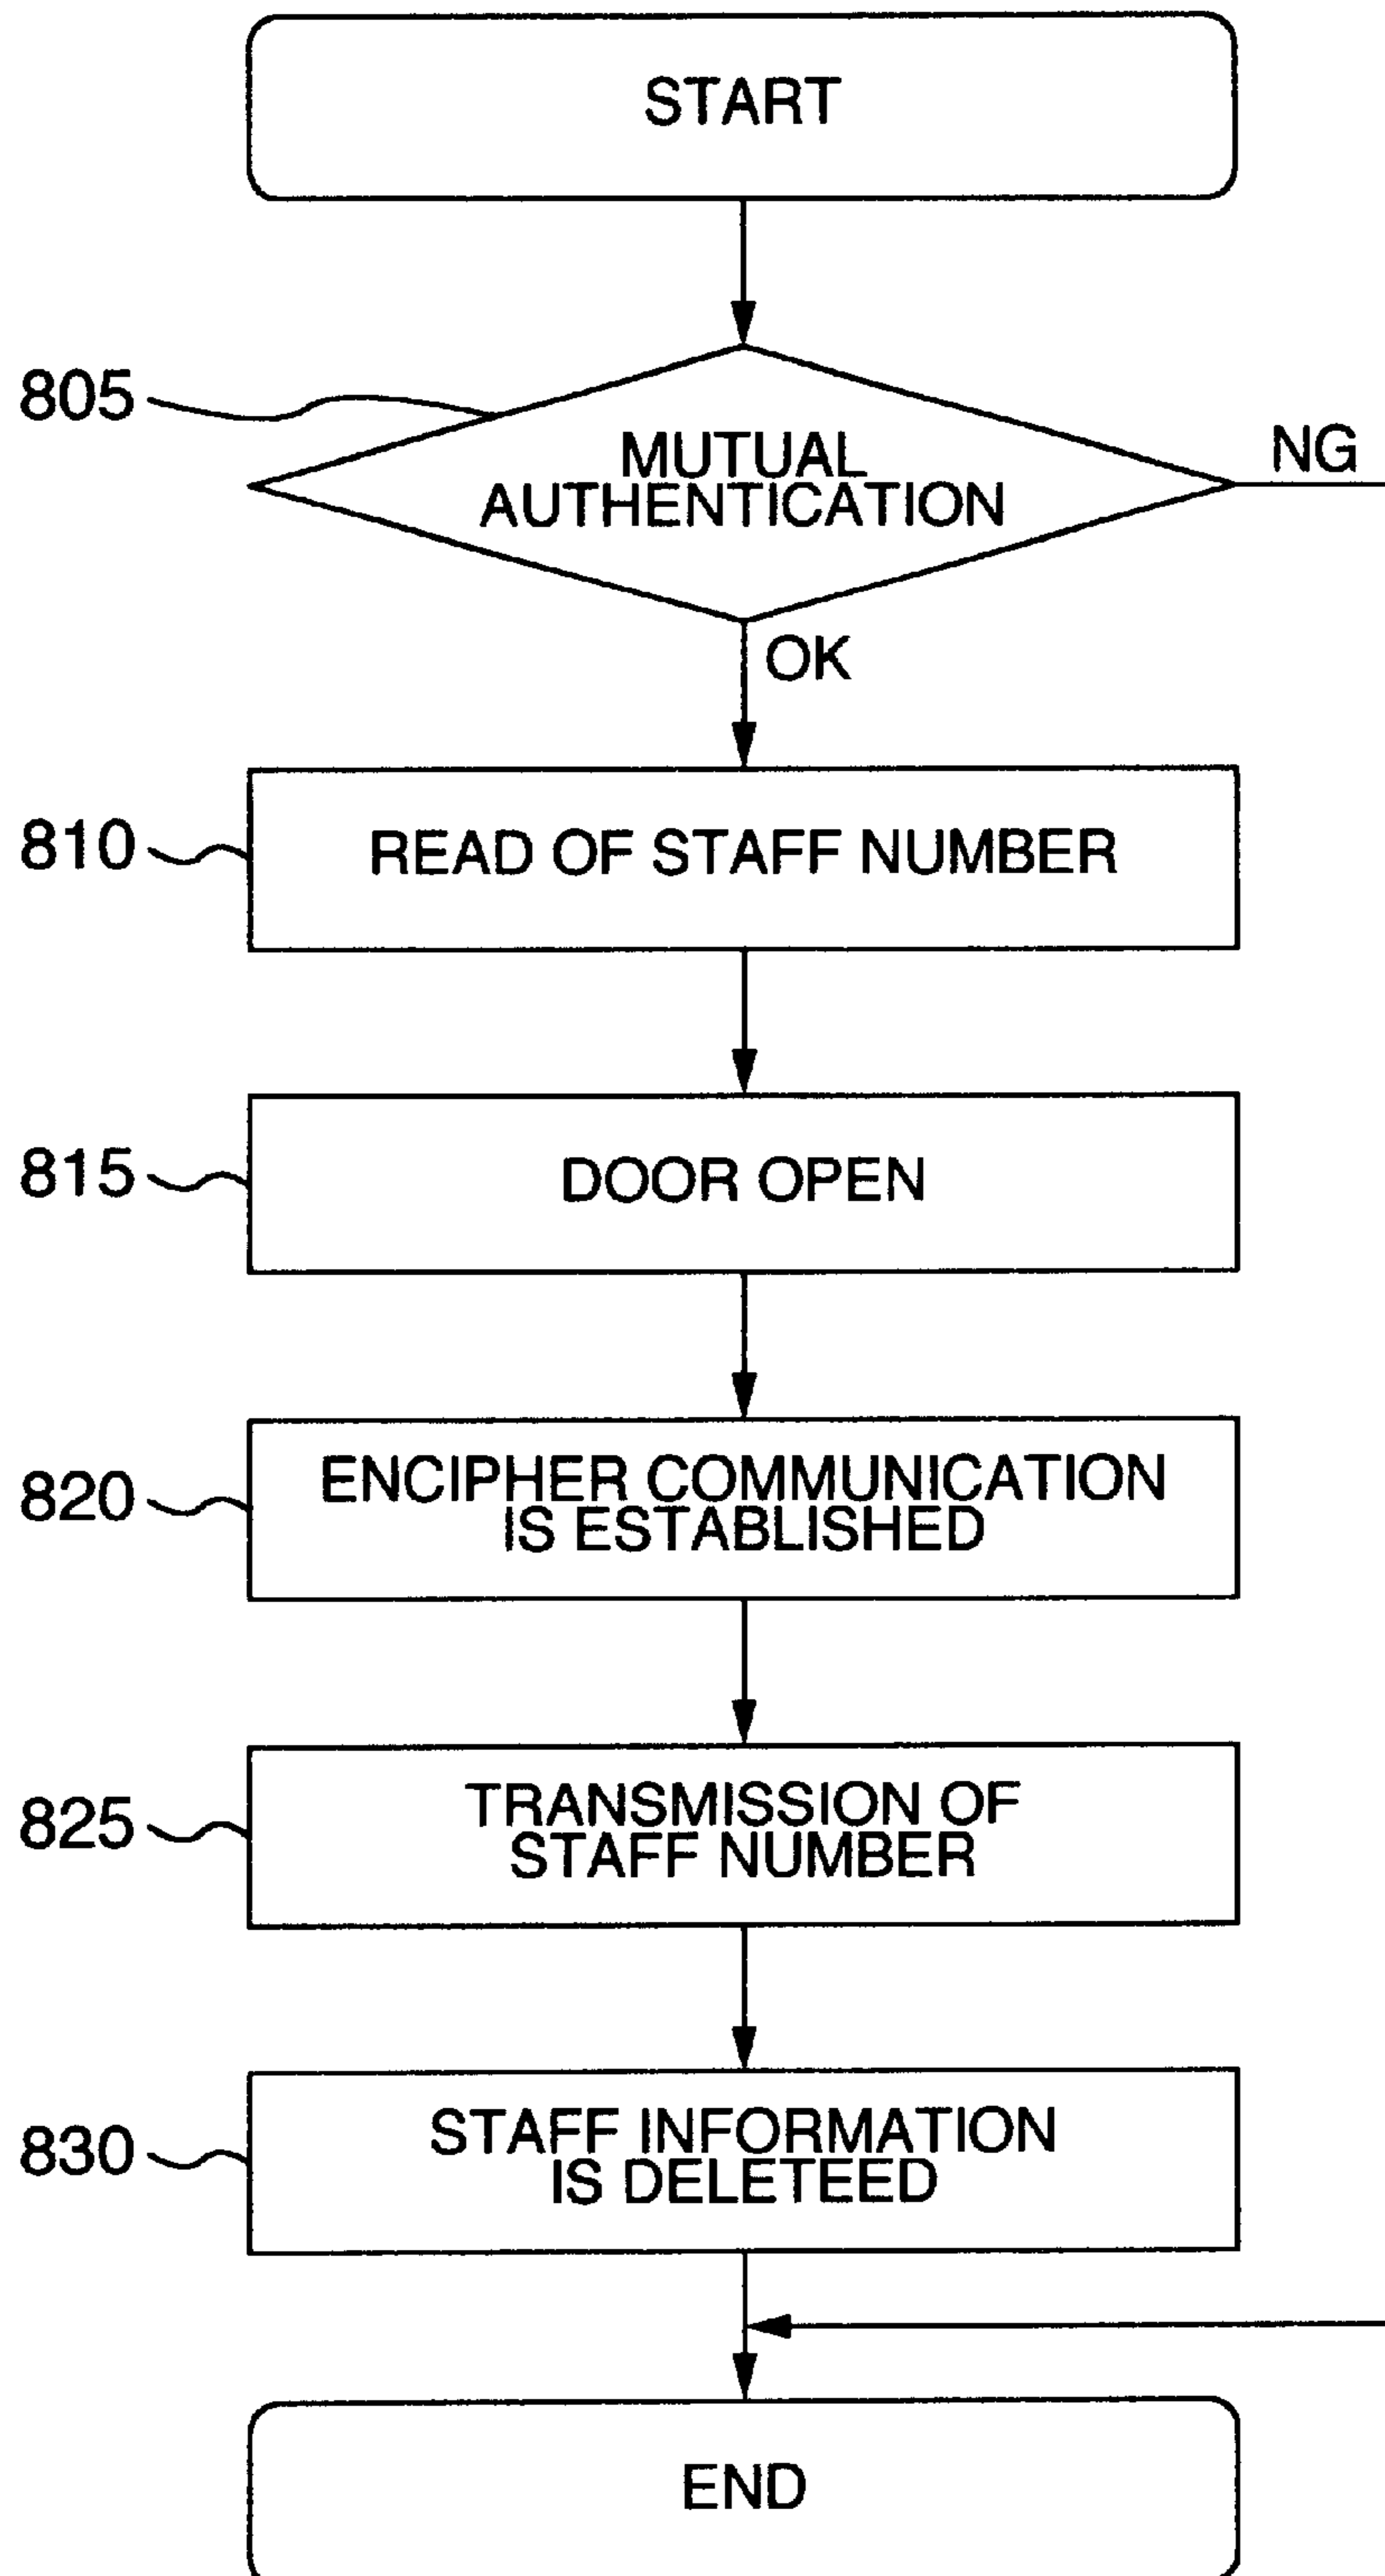 START
805
MUTUAL
AUTHENTICATION
NG
OK
810
READ OF STAFF NUMBER
815
DOOR OPEN
820
ENCIPHER COMMUNICATION
IS ESTABLISHED
825
TRANSMISSION OF
STAFF NUMBER
830
STAFF INFORMATION
IS DELETEED
END